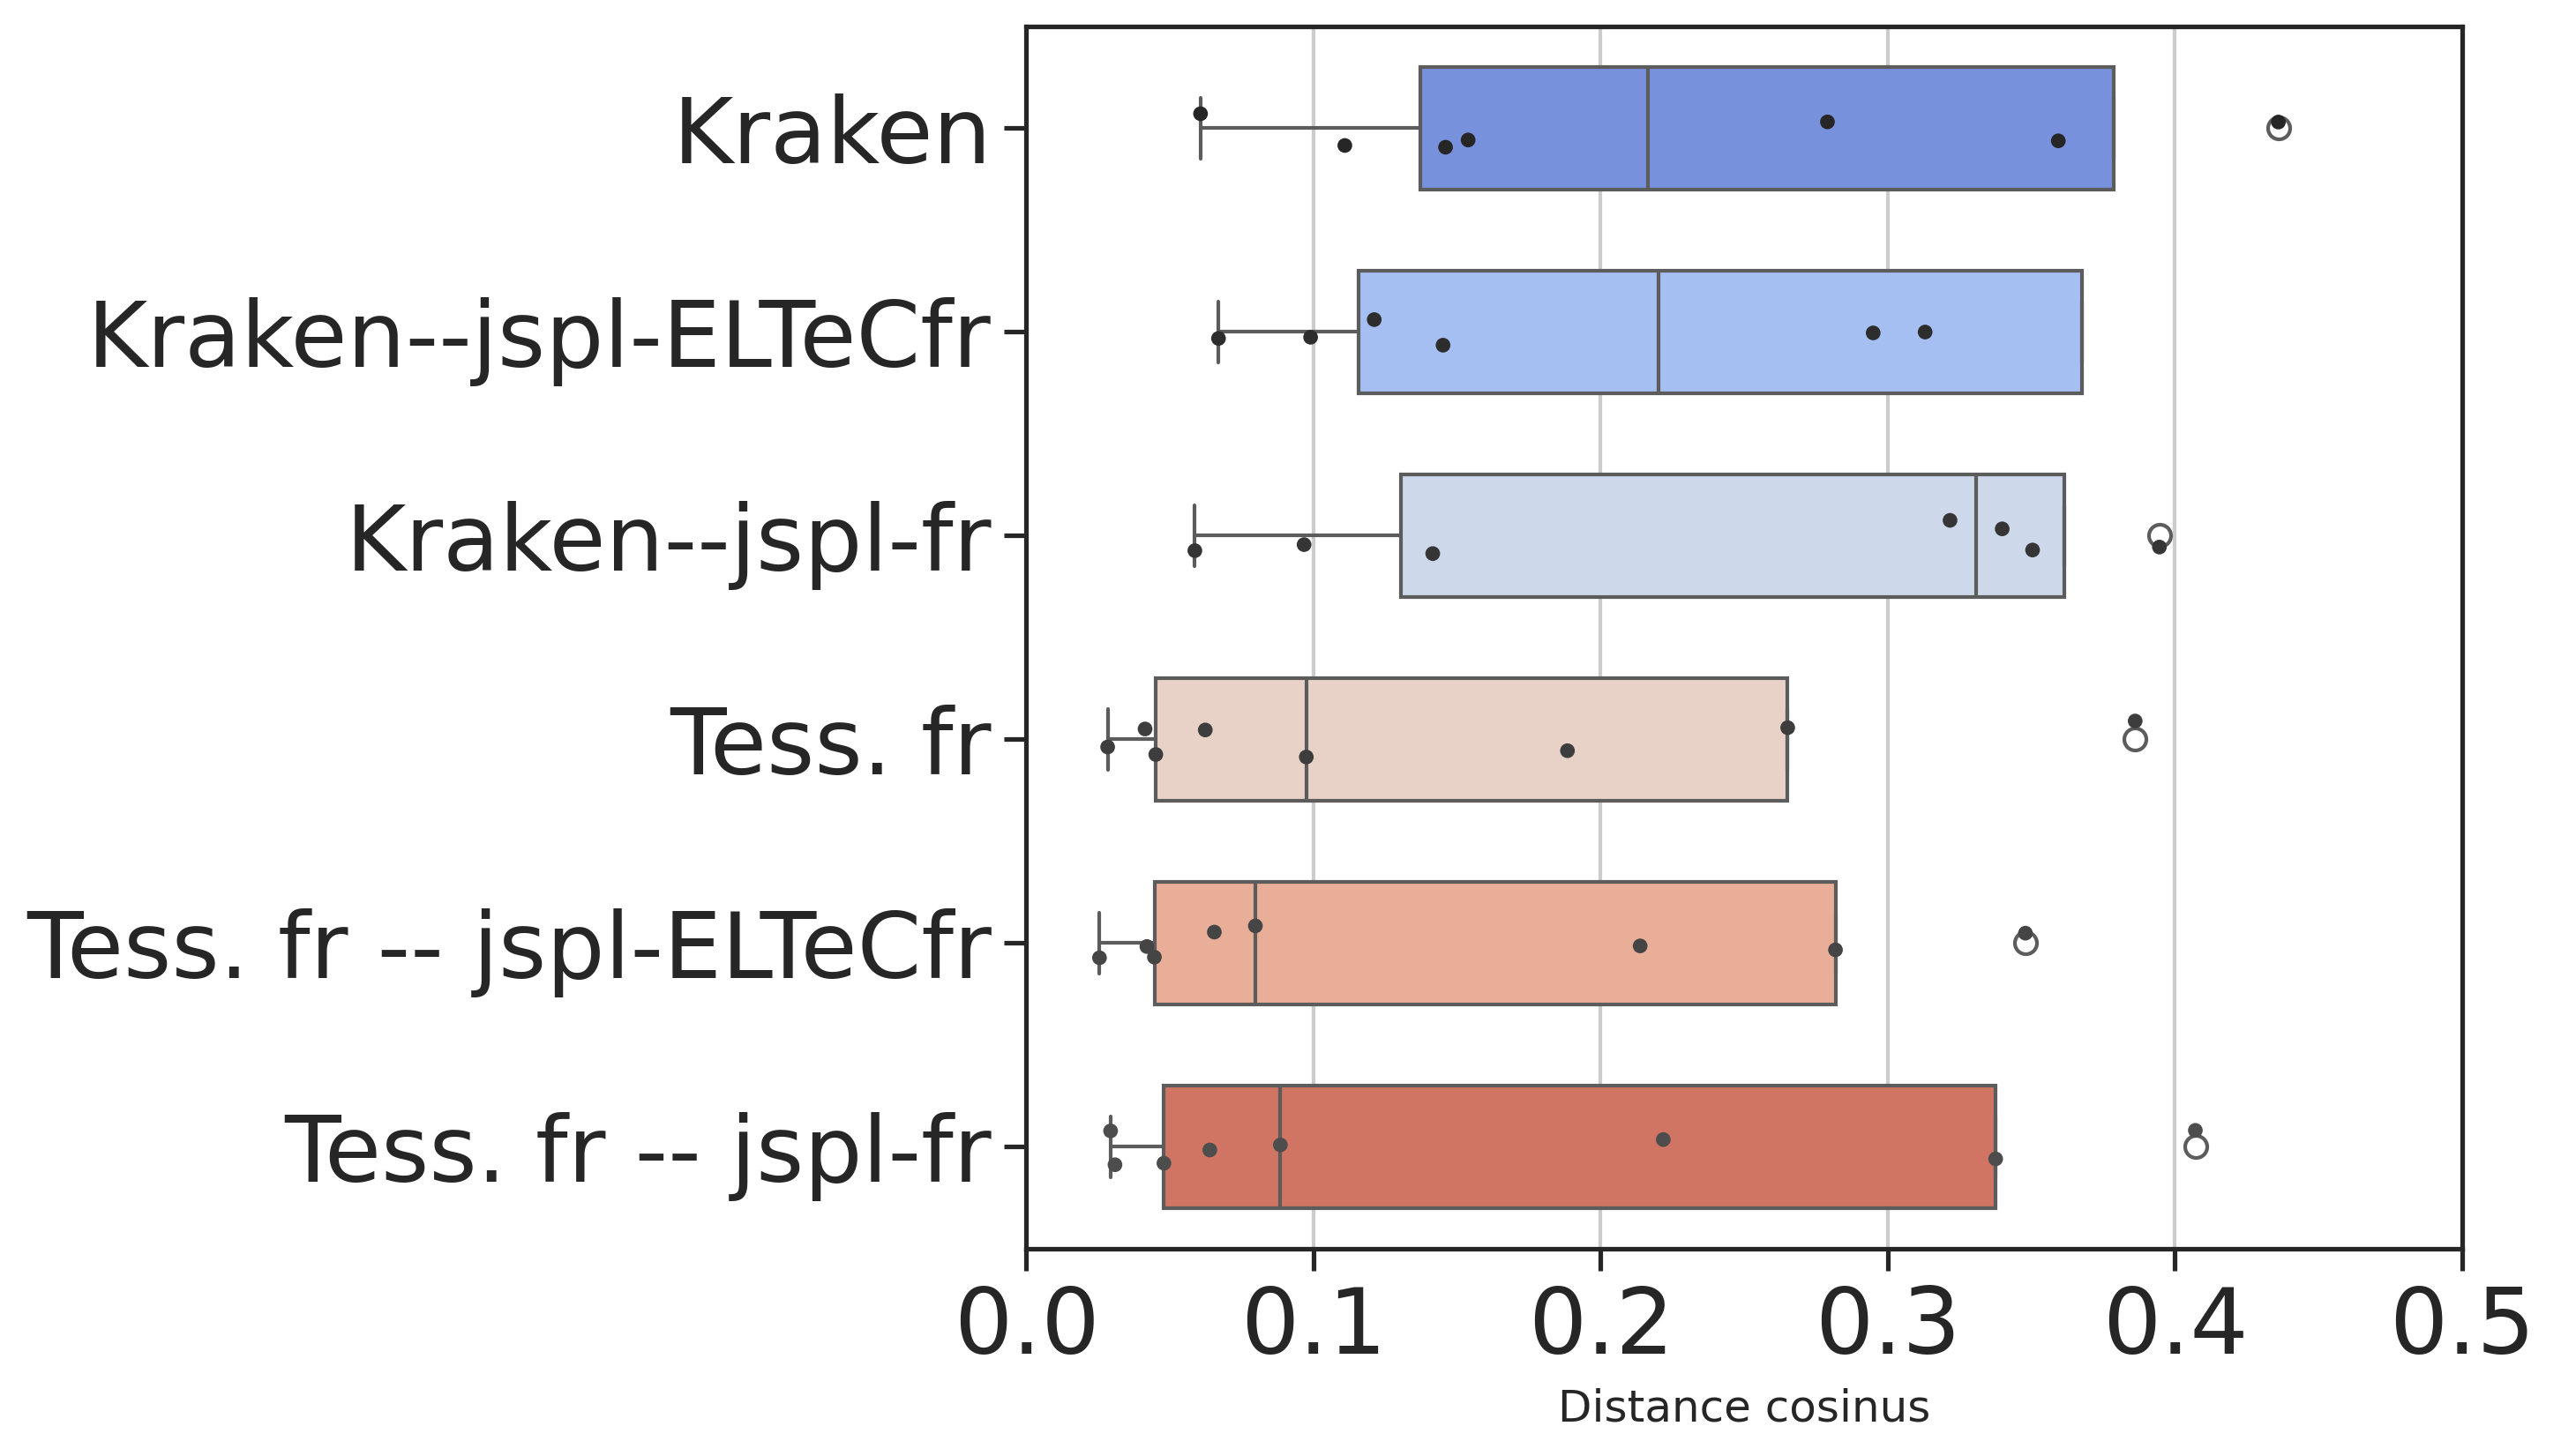 Kraken
Kraken--jspl-ELTeCfr
Kraken--jspl-fr
Tess. fr
Tess. fr -- jspl-ELTeCfr
Tess. fr -- jspl-fr
0.0 0.1 0.2 0.3 0.4 0.5
Distance cosinus